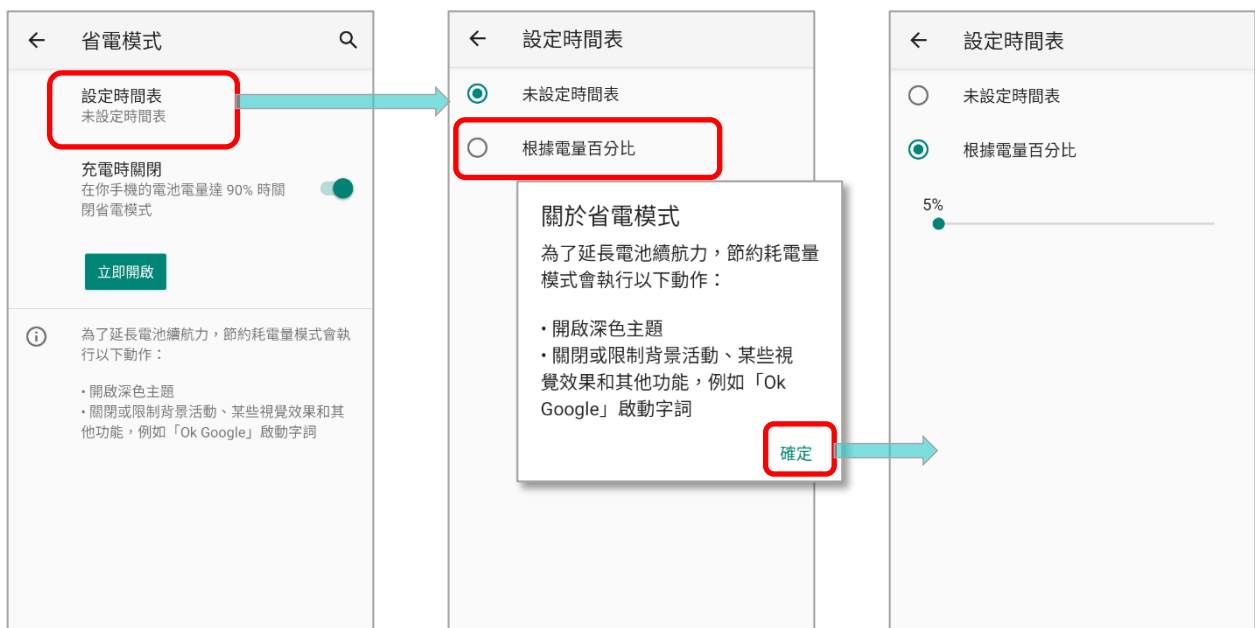 省電模式
設定時間表
未設定時間表
充電時關閉
在你手機的電池電量達 90% 時關
閉省電模式
立即開啟
為了延長電池續航力，節約耗電量模式會執
行以下動作：
・開啟深色主題
・關閉或限制背景活動、某些視覺效果和其
他功能，例如「Ok Google」啟動字詞
設定時間表
未設定時間表
根據電量百分比
關於省電模式
為了延長電池續航力，節約耗電量
模式會執行以下動作：
・開啟深色主題
・關閉或限制背景活動、某些視
覺效果和其他功能，例如「Ok
Google」啟動字詞
確定
設定時間表
未設定時間表
根據電量百分比
5%